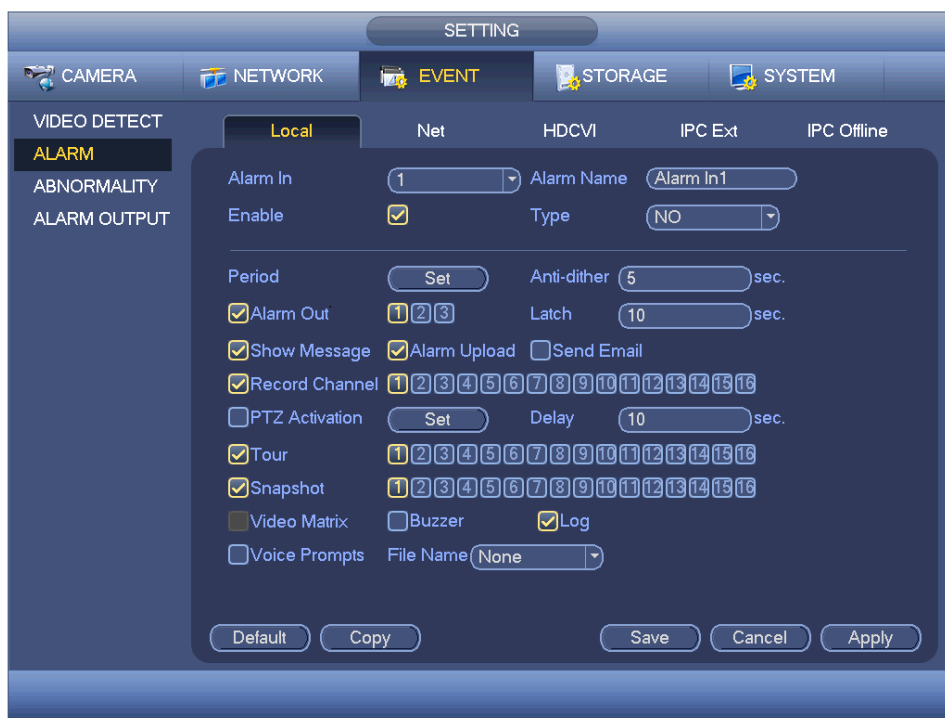 SETTING
CAMERA NETWORK EVENT STORAGE SYSTEM
VIDEO DETECT
ALARM
ABNORMALITY
ALARM OUTPUT
Local Net HDCVI IPC Ext IPC Offline
Alarm In 1 Alarm Name Alarm In1
Enable Type NO
Period Set Anti-dither 5 sec.
Alarm Out 1 2 3 Latch 10 sec.
Show Message Alarm Upload Send Email
Record Channel 1 2 3 4 5 6 7 8 9 10 11 12 13 14 15 16
PTZ Activation Set Delay 10 sec.
Tour 1 2 3 4 5 6 7 8 9 10 11 12 13 14 15 16
Snapshot 1 2 3 4 5 6 7 8 9 10 11 12 13 14 15 16
Video Matrix Buzzer Log
Voice Prompts File Name None
Default Copy Save Cancel Apply